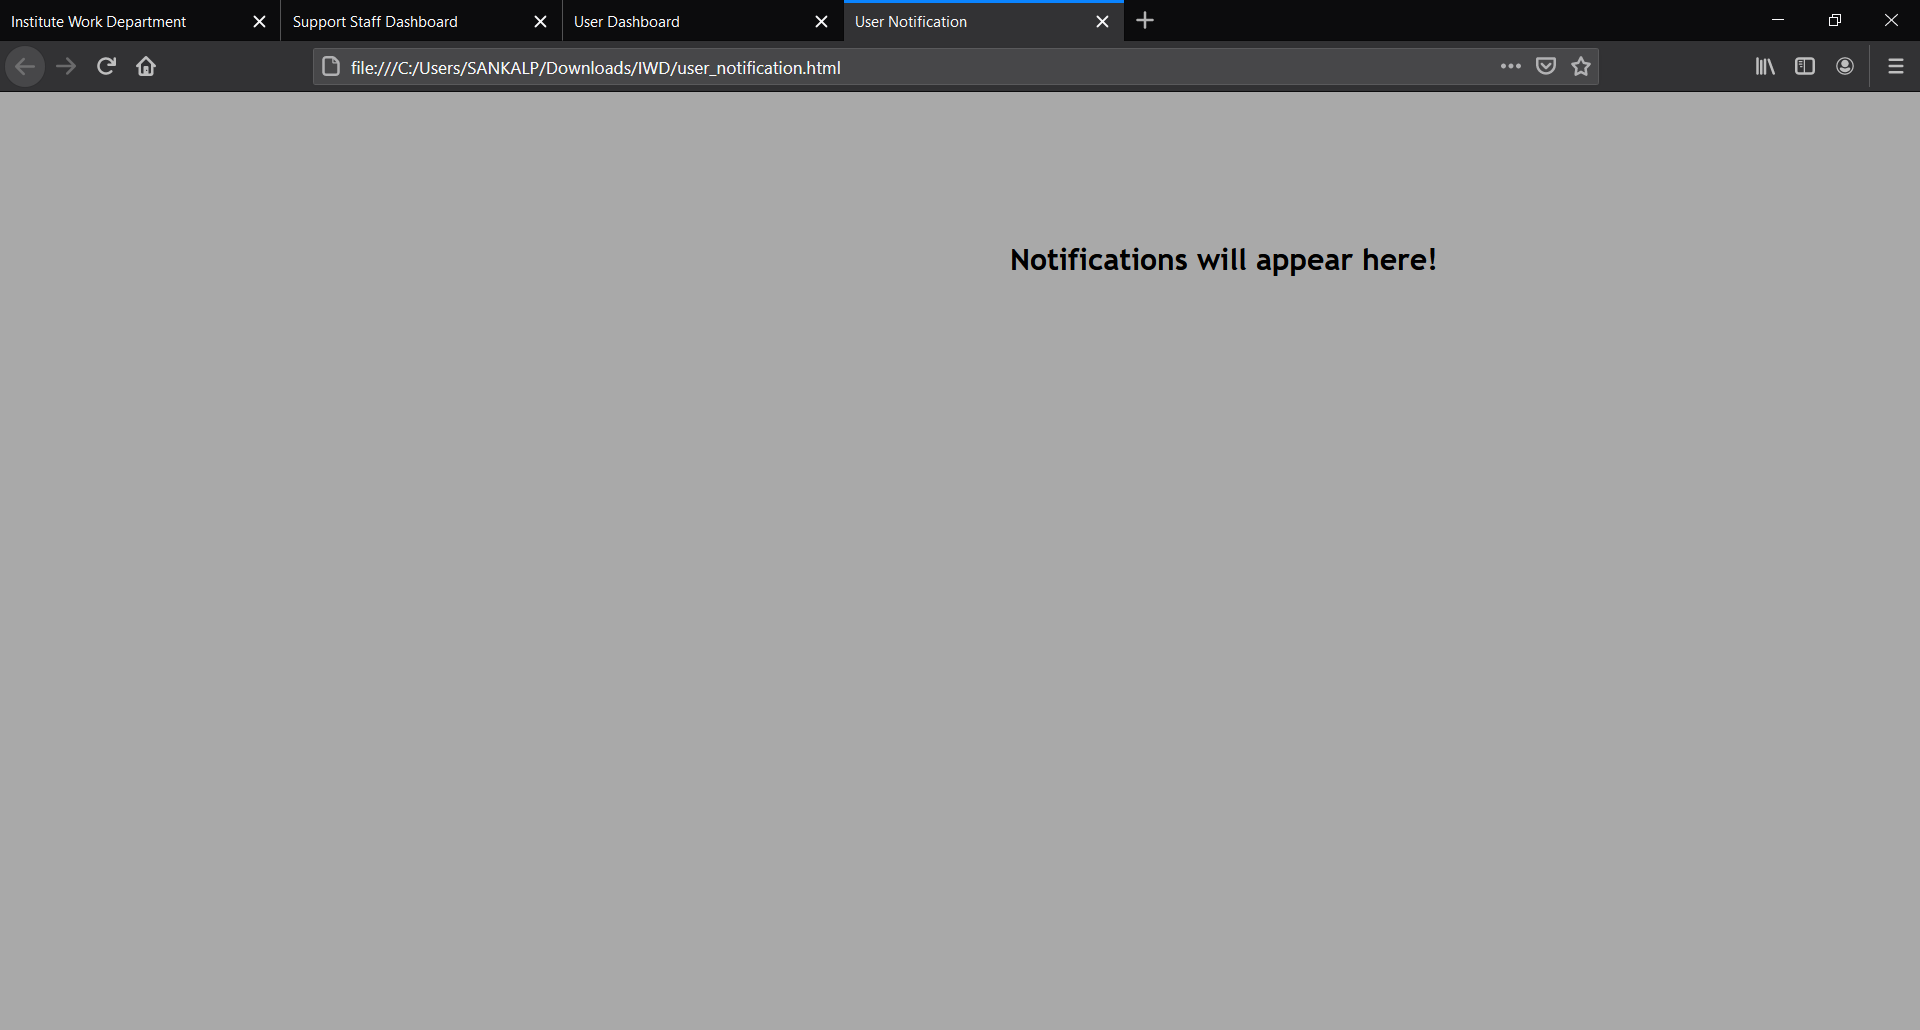 Institute Work Department
Support Staff Dashboard
User Dashboard
User Notification
file:///C:/Users/SANKALP/Downloads/IWD/user_notification.html
Notifications will appear here!